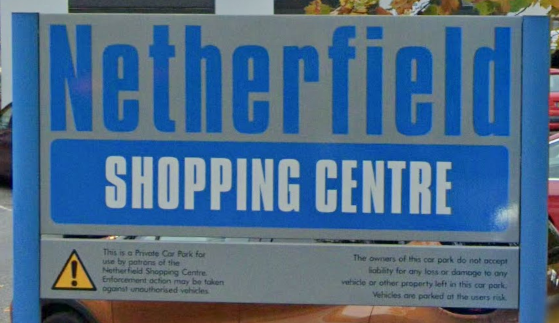 Netherfield
SHOPPING CENTRE
This is a Private Car Park for
use by patrons of the
Netherfield Shopping Centre.
Enforcement action may be taken
against unauthorised vehicles.
The owners of this car park do not accept
liability for any loss or damage to any
vehicle or other property left in this car park.
Vehicles are parked at the users risk.